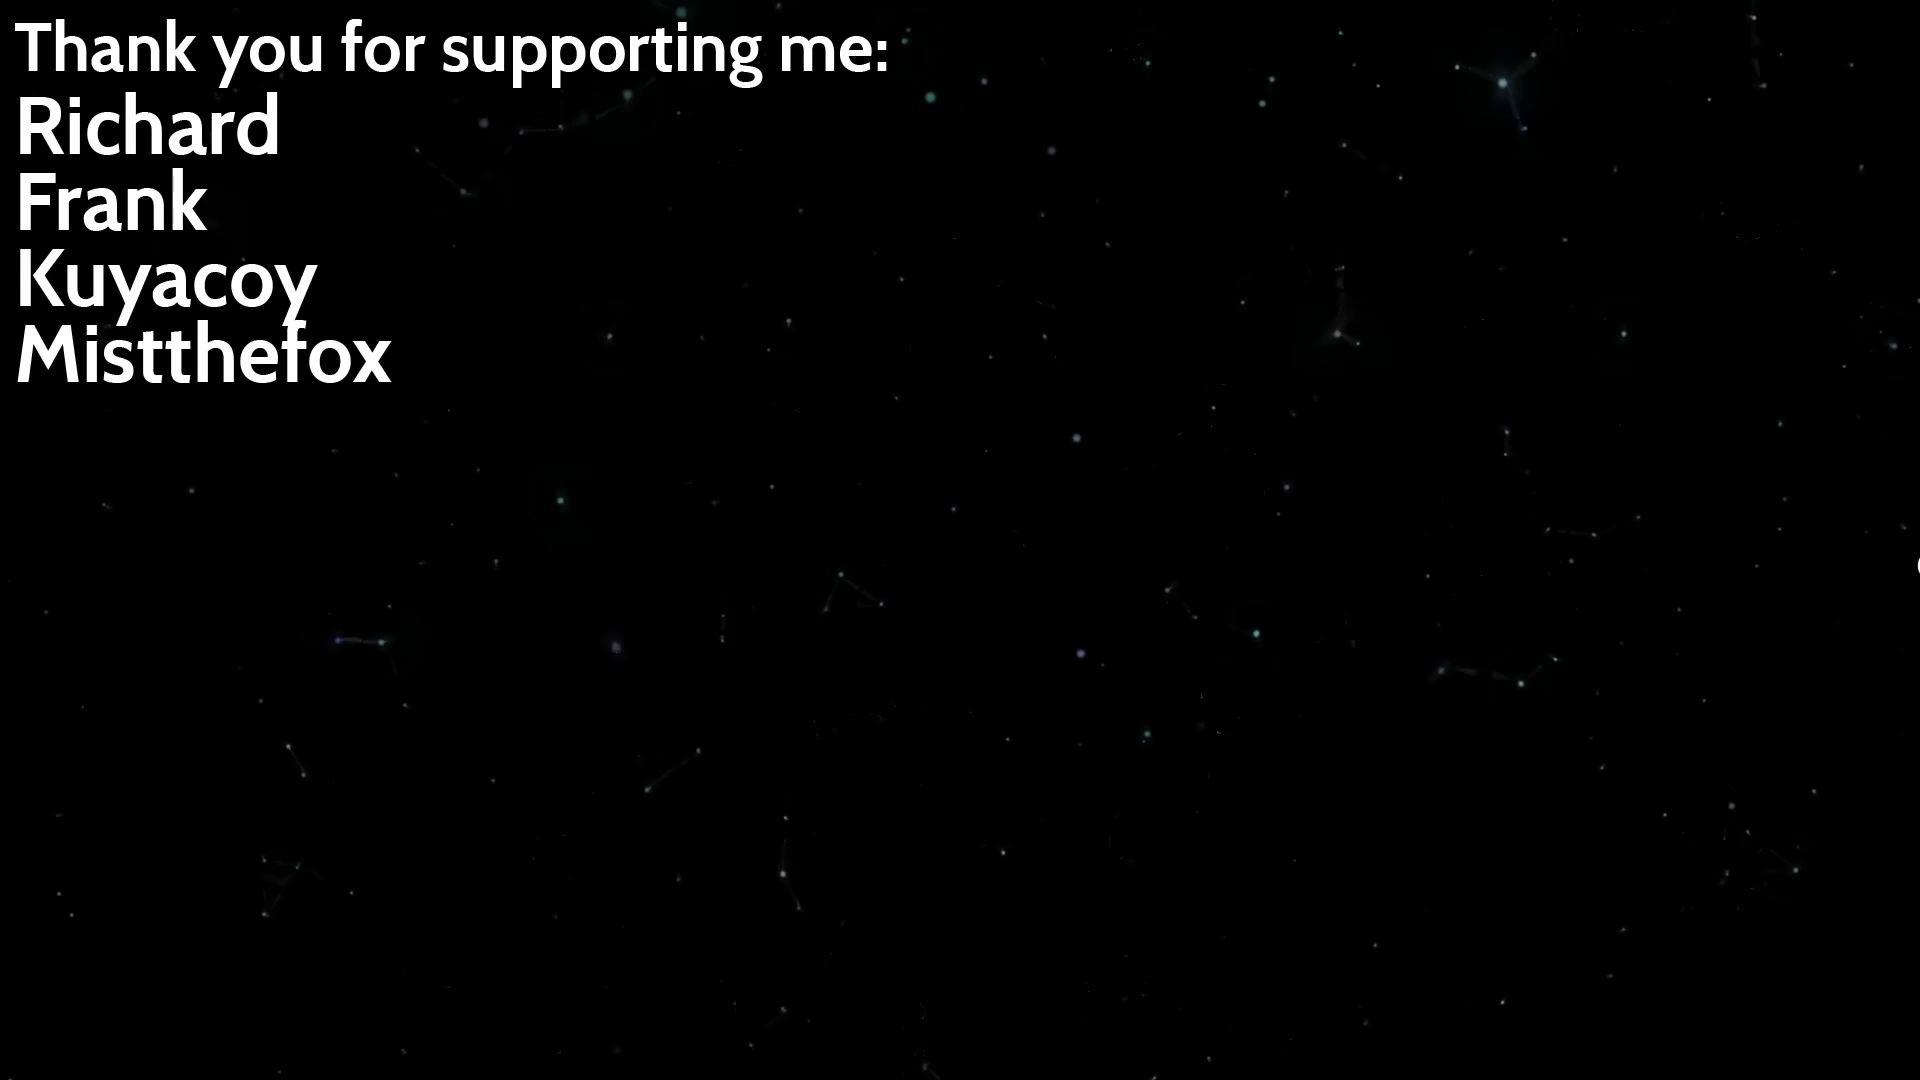 Thank you for supporting me:
Richard
Frank
Kuyacoy
Mistthefox